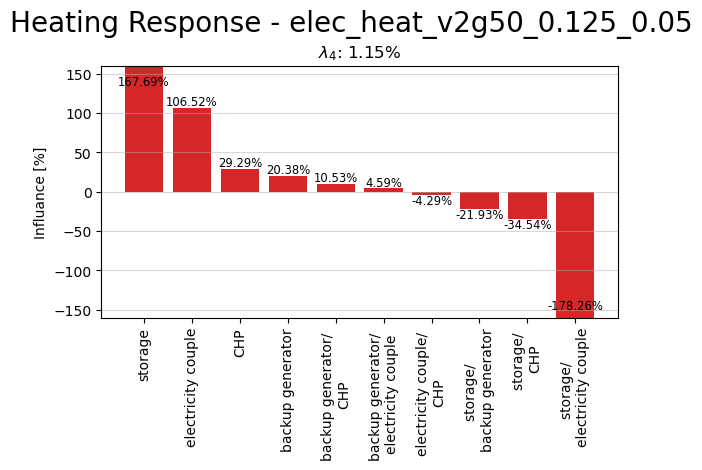 Heating Response - elec_heat_v2g50_0.125_0.05
λ4: 1.15%
Influance [%]
150
100
50
0
−50
−100
−150
167.69%
106.52%
29.29%
20.38%
10.53%
4.59%
-4.29%
-21.93%
-34.54%
-178.26%
storage
electricity couple
CHP
backup generator
backup generator/
CHP
backup generator/
electricity couple
electricity couple/
CHP
storage/
backup generator
storage/
CHP
storage/
electricity couple